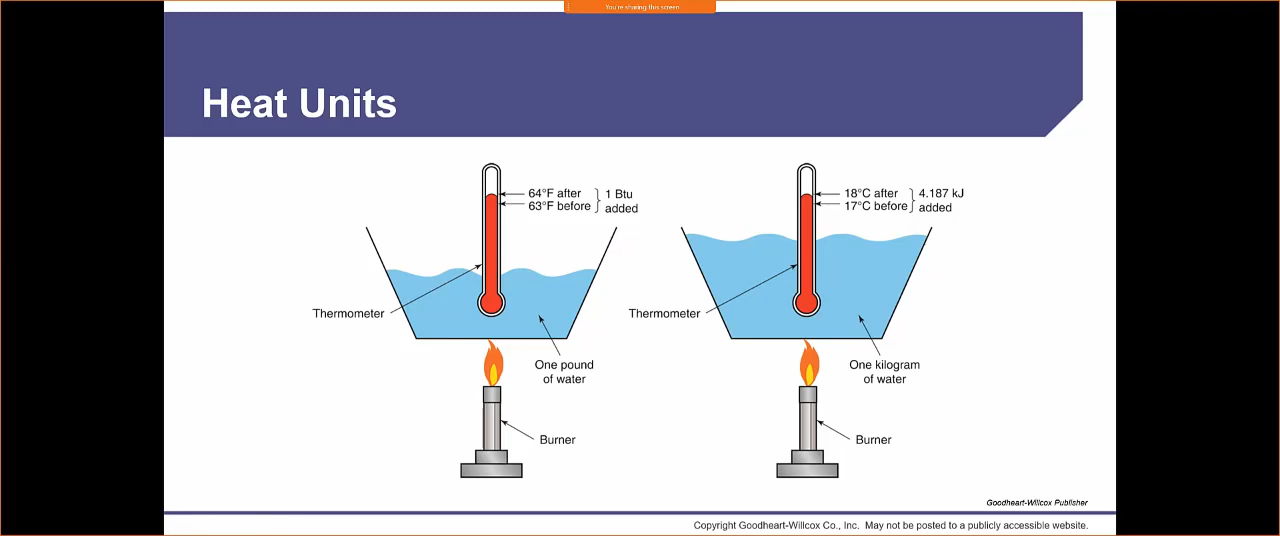 You're sharing this screen
Heat Units
64°F after
63°F before
1 Btu
added
Thermometer
One pound
of water
Burner
18°C after
17°C before
4.187 kJ
added
Thermometer
One kilogram
of water
Burner
Goodheart-Willcox Publisher
Copyright Goodheart-Willcox Co., Inc. May not be posted to a publicly accessible website.